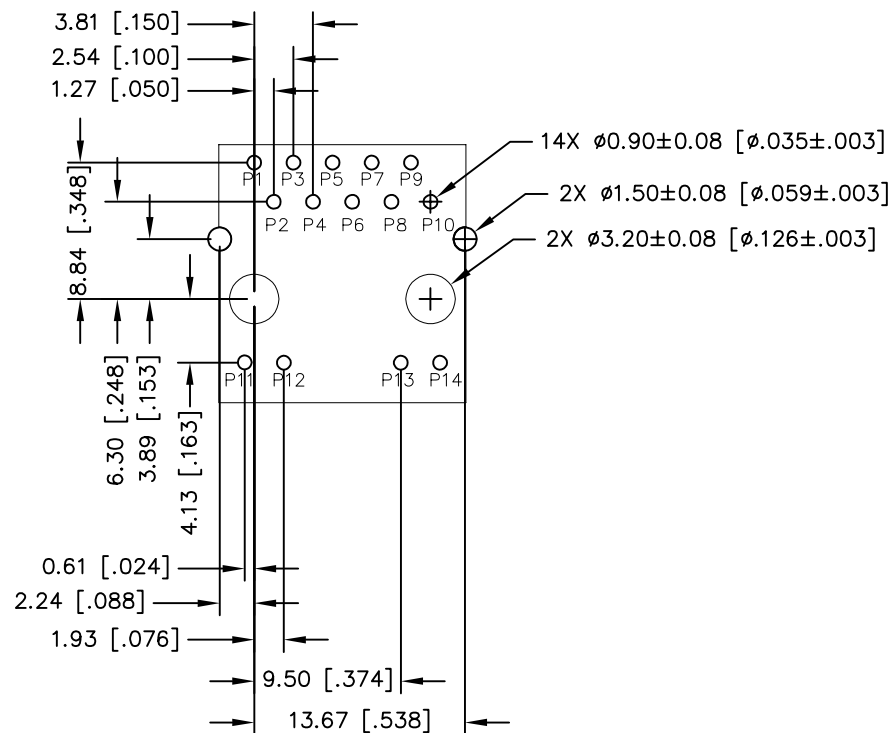 3.81 [.150]
2.54 [.100]
1.27 [.050]
14X ø0.90±0.08 [ø.035±.003]
P1 P3 P5 P7 P9
2X ø1.50±0.08 [ø.059±.003]
P2 P4 P6 P8 P10
2X ø3.20±0.08 [ø.126±.003]
8.84 [.348]
P11 P12 P13 P14
6.30 [.248]
3.89 [.153]
4.13 [.163]
0.61 [.024]
2.24 [.088]
1.93 [.076]
9.50 [.374]
13.67 [.538]